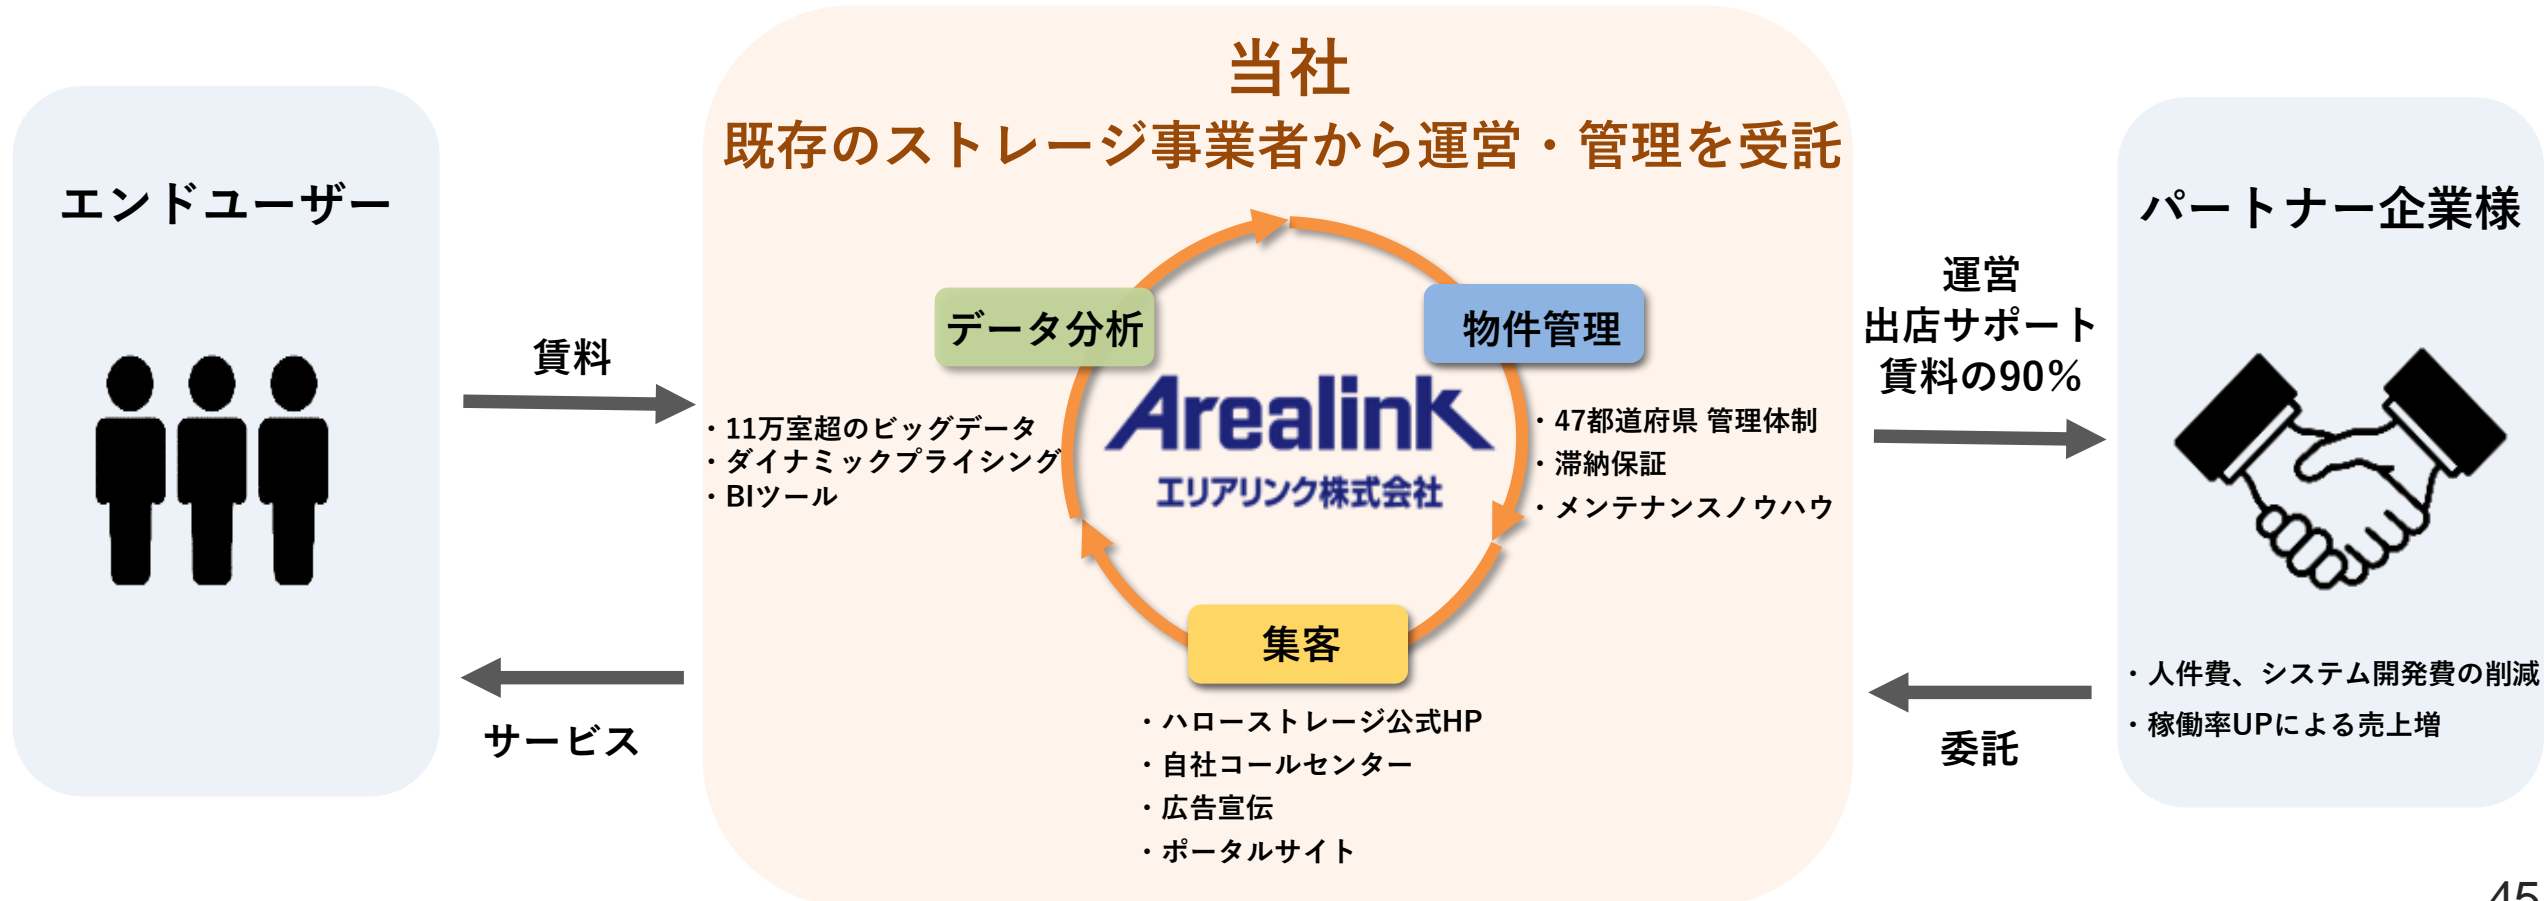 当社
既存のストレージ事業者から運営・管理を受託
エンドユーザー
賃料
サービス
データ分析
・11万室超のビッグデータ
・ダイナミックプライシング
・BIツール
Arealink
エリアリンク株式会社
物件管理
・47都道府県 管理体制
・滞納保証
・メンテナンスノウハウ
集客
・ハローストレージ公式HP
・自社コールセンター
・広告宣伝
・ポータルサイト
運営
出店サポート
賃料の90％
委託
パートナー企業様
・人件費、システム開発費の削減
・稼働率UPによる売上増
45